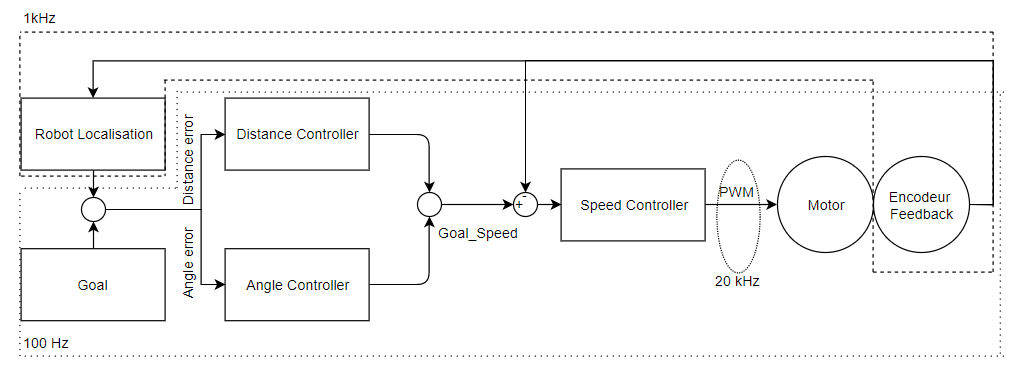 1kHz
Robot Localisation
Distance error
Distance Controller
-
+
Speed Controller
PWM
Motor
Encodeur
Feedback
Goal_Speed
Goal
Angle error
Angle Controller
20 kHz
100 Hz